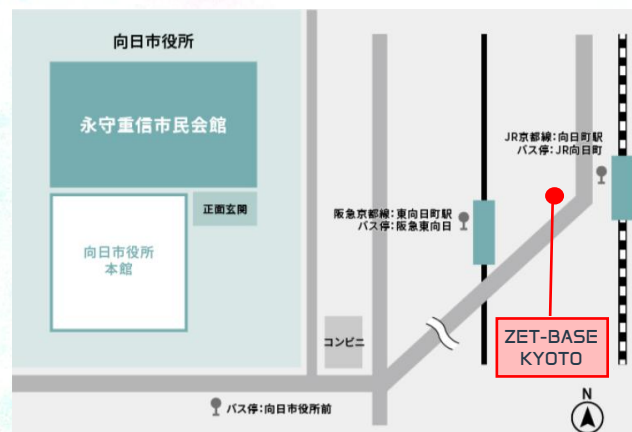 向日市役所
永守重信市民会館
正面玄関
向日市役所
本館
JR京都線:向日町駅
バス停:JR向日町
阪急京都線:東向日町駅
バス停:阪急東向日
ZET-BASE
KYOTO
コンビニ
バス停:向日市役所前
N